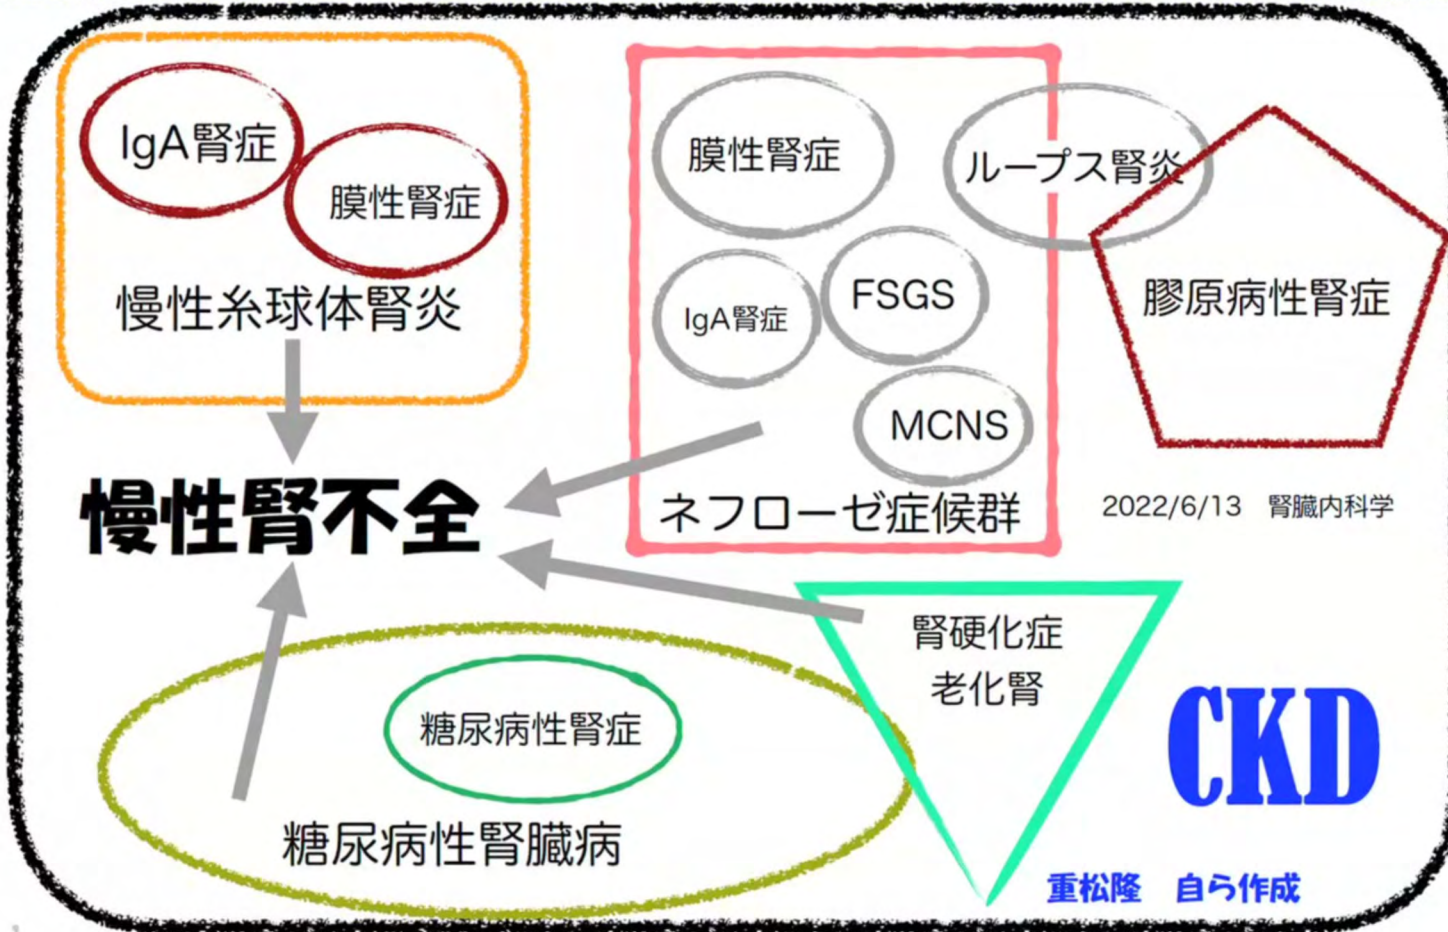 IgA腎症
膜性腎症
慢性糸球体腎炎
膜性腎症
ループス腎炎
IgA腎症
FSGS
MCNS
ネフローゼ症候群
膠原病性腎症
慢性腎不全
2022/6/13　腎臓内科学
腎硬化症
老化腎
糖尿病性腎症
糖尿病性腎臓病
CKD
重松隆　自ら作成